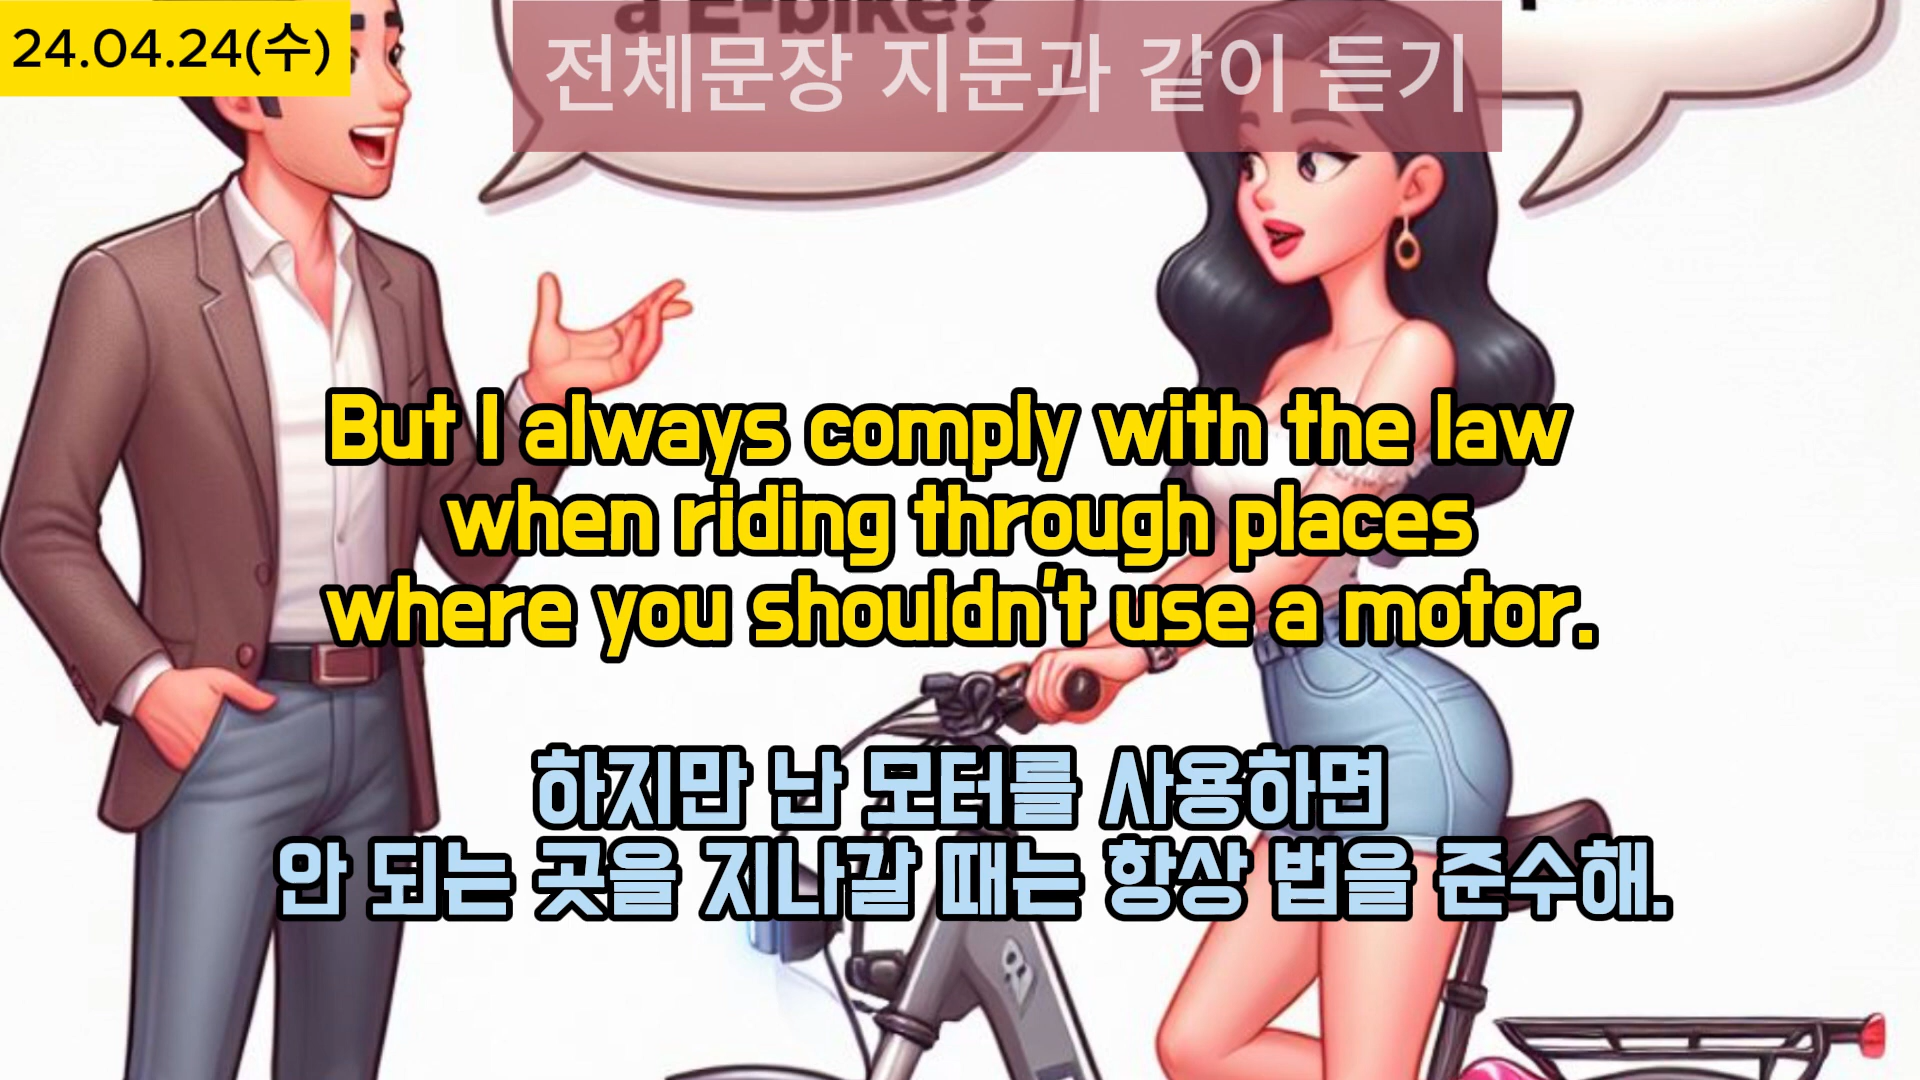 24.04.24(수)
a E-bike?
전체문장 지문과 같이 듣기
But I always comply with the law
when riding through places
where you shouldn't use a motor.
하지만 난 모터를 사용하면
안 되는 곳을 지나갈 때는 항상 법을 준수해.